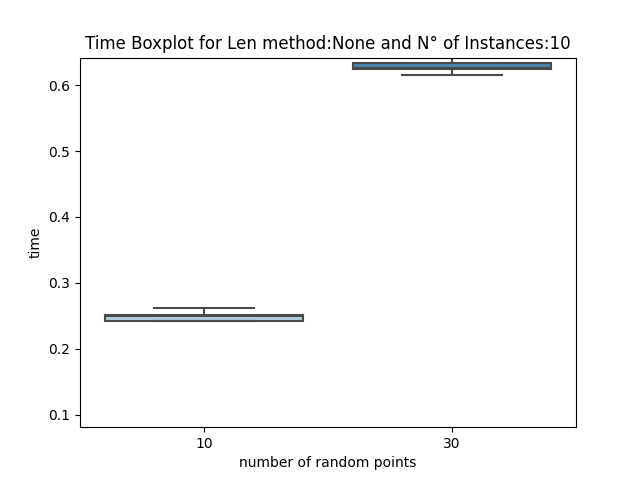 Time Boxplot for Len method:None and N° of Instances:10
0.6
0.5
0.4
0.3
0.2
0.1
time
10 30
number of random points